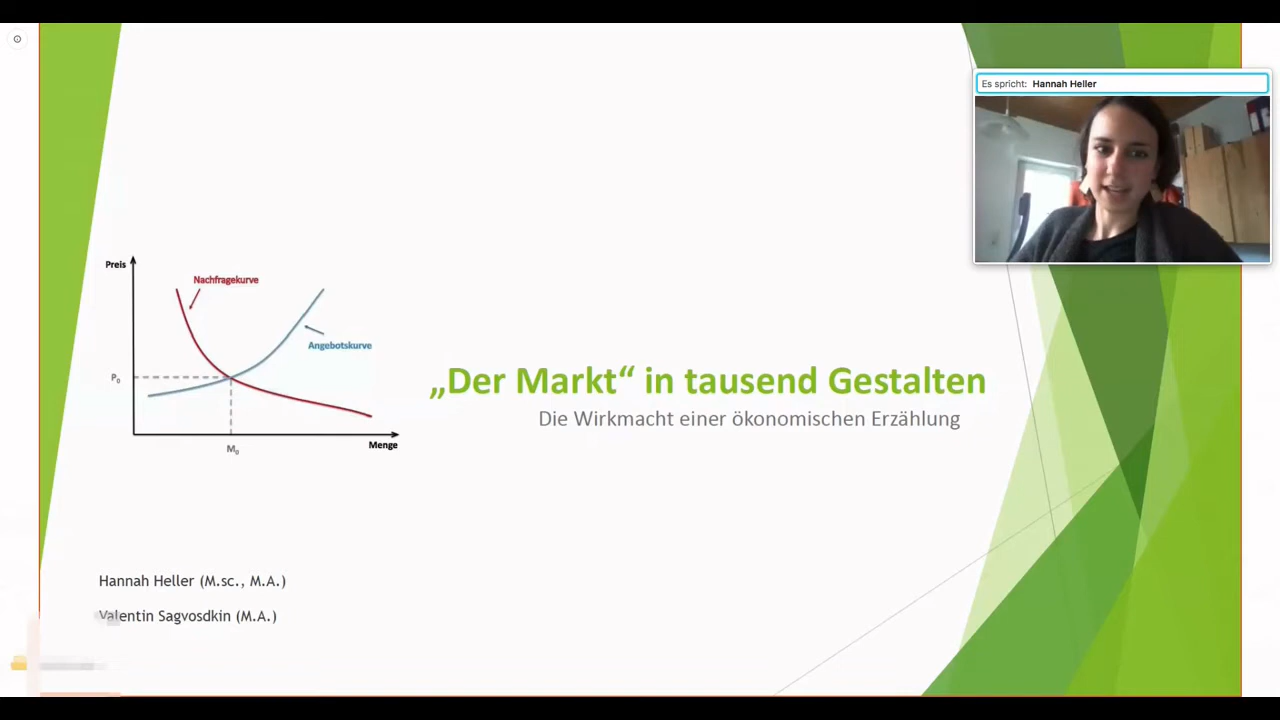 Es spricht: Hannah Heller
Preis
Nachfragekurve
Angebotskurve
P₀
M₀
Menge
„Der Markt“ in tausend Gestalten
Die Wirkmacht einer ökonomischen Erzählung
Hannah Heller (M.sc., M.A.)
Valentin Sagvosdkin (M.A.)